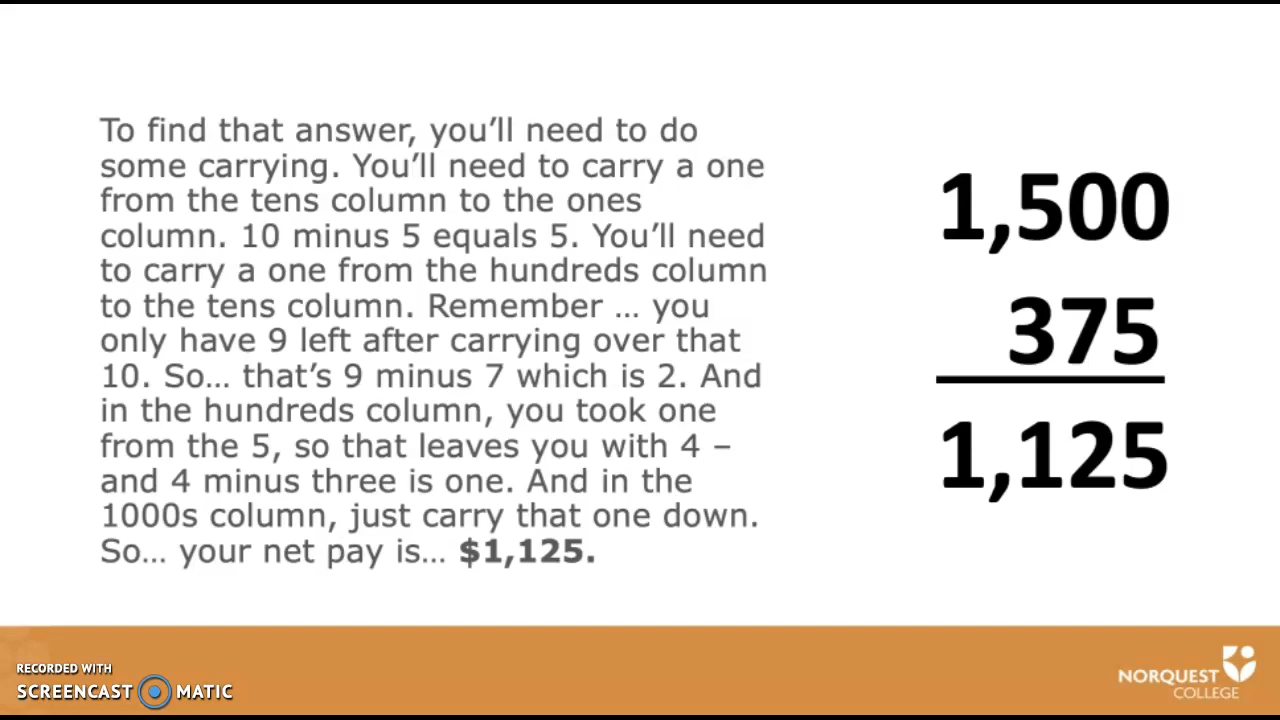 To find that answer, you’ll need to do
some carrying. You’ll need to carry a one
from the tens column to the ones
column. 10 minus 5 equals 5. You’ll need
to carry a one from the hundreds column
to the tens column. Remember … you
only have 9 left after carrying over that
10. So… that’s 9 minus 7 which is 2. And
in the hundreds column, you took one
from the 5, so that leaves you with 4 –
and 4 minus three is one. And in the
1000s column, just carry that one down.
So… your net pay is… $1,125.
1,500
375
1,125
RECORDED WITH
SCREENCAST MATIC
NORQUEST
COLLEGE